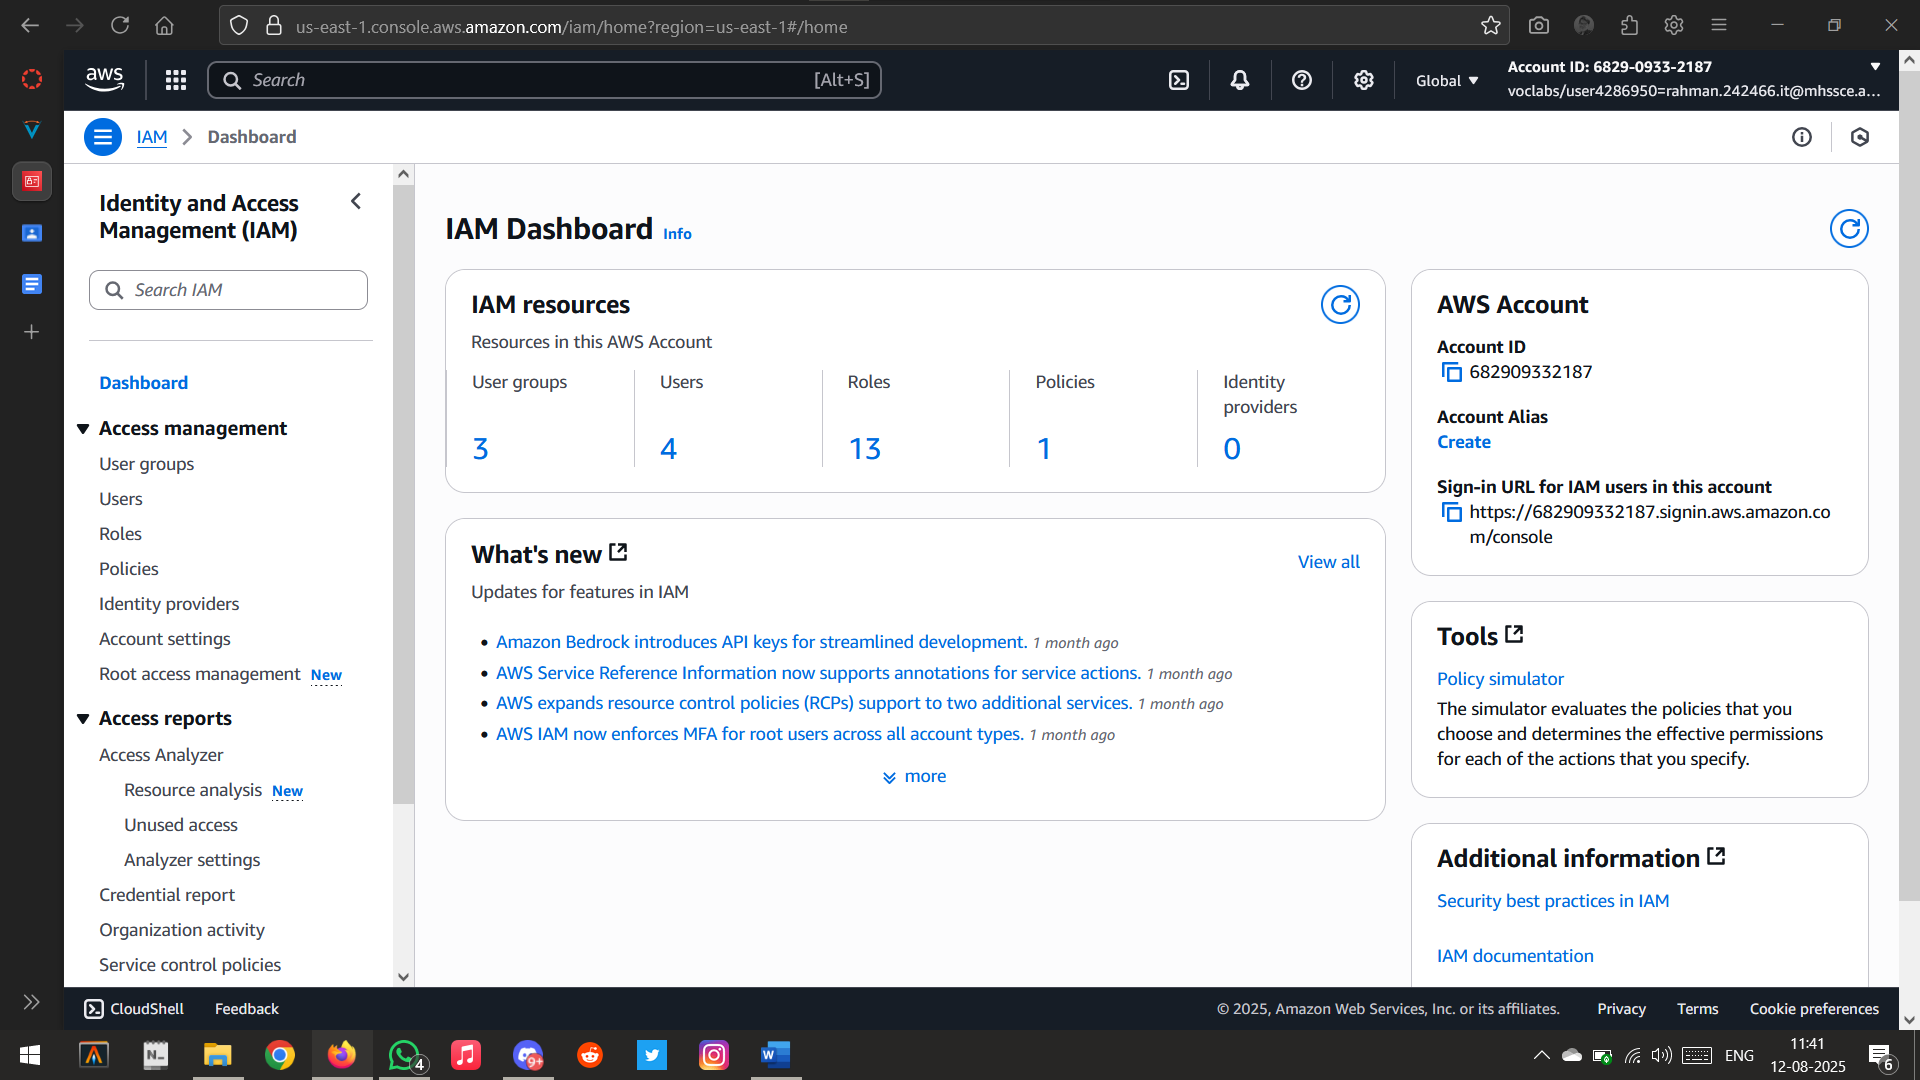 us-east-1.console.aws.amazon.com/iam/home?region=us-east-1#/home
aws
Search
[Alt+S]
Global
Account ID: 6829-0933-2187
voclabs/user4286950=rahman.242466.it@mhssce.a...
IAM
Dashboard
Identity and Access
Management (IAM)
Search IAM
Dashboard
Access management
User groups
Users
Roles
Policies
Identity providers
Account settings
Root access management New
Access reports
Access Analyzer
Resource analysis New
Unused access
Analyzer settings
Credential report
Organization activity
Service control policies
IAM Dashboard Info
IAM resources
Resources in this AWS Account
User groups
3
Users
4
Roles
13
Policies
1
Identity
providers
0
What's new
View all
Updates for features in IAM
Amazon Bedrock introduces API keys for streamlined development. 1 month ago
AWS Service Reference Information now supports annotations for service actions. 1 month ago
AWS expands resource control policies (RCPs) support to two additional services. 1 month ago
AWS IAM now enforces MFA for root users across all account types. 1 month ago
more
AWS Account
Account ID
682909332187
Account Alias
Create
Sign-in URL for IAM users in this account
https://682909332187.signin.aws.amazon.co
m/console
Tools
Policy simulator
The simulator evaluates the policies that you
choose and determines the effective permissions
for each of the actions that you specify.
Additional information
Security best practices in IAM
IAM documentation
CloudShell
Feedback
© 2025, Amazon Web Services, Inc. or its affiliates.
Privacy
Terms
Cookie preferences
N
4
9+
W
ENG
11:41
12-08-2025
6